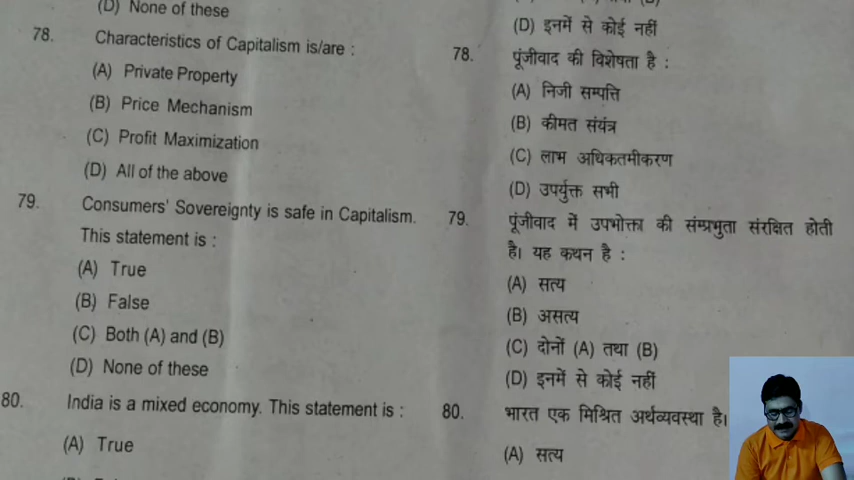 (D) None of these
78. Characteristics of Capitalism is/are :
(A) Private Property
(B) Price Mechanism
(C) Profit Maximization
(D) All of the above
79. Consumers' Sovereignty is safe in Capitalism.
This statement is :
(A) True
(B) False
(C) Both (A) and (B)
(D) None of these
80. India is a mixed economy. This statement is :
(A) True
(D) इनमें से कोई नहीं
78. पूंजीवाद की विशेषता है :
(A) निजी सम्पत्ति
(B) कीमत संयंत्र
(C) लाभ अधिकतमीकरण
(D) उपर्युक्त सभी
79. पूंजीवाद में उपभोक्ता की संम्प्रभुता संरक्षित होती
है। यह कथन है :
(A) सत्य
(B) असत्य
(C) दोनों (A) तथा (B)
(D) इनमें से कोई नहीं
80. भारत एक मिश्रित अर्थव्यवस्था है।
(A) सत्य